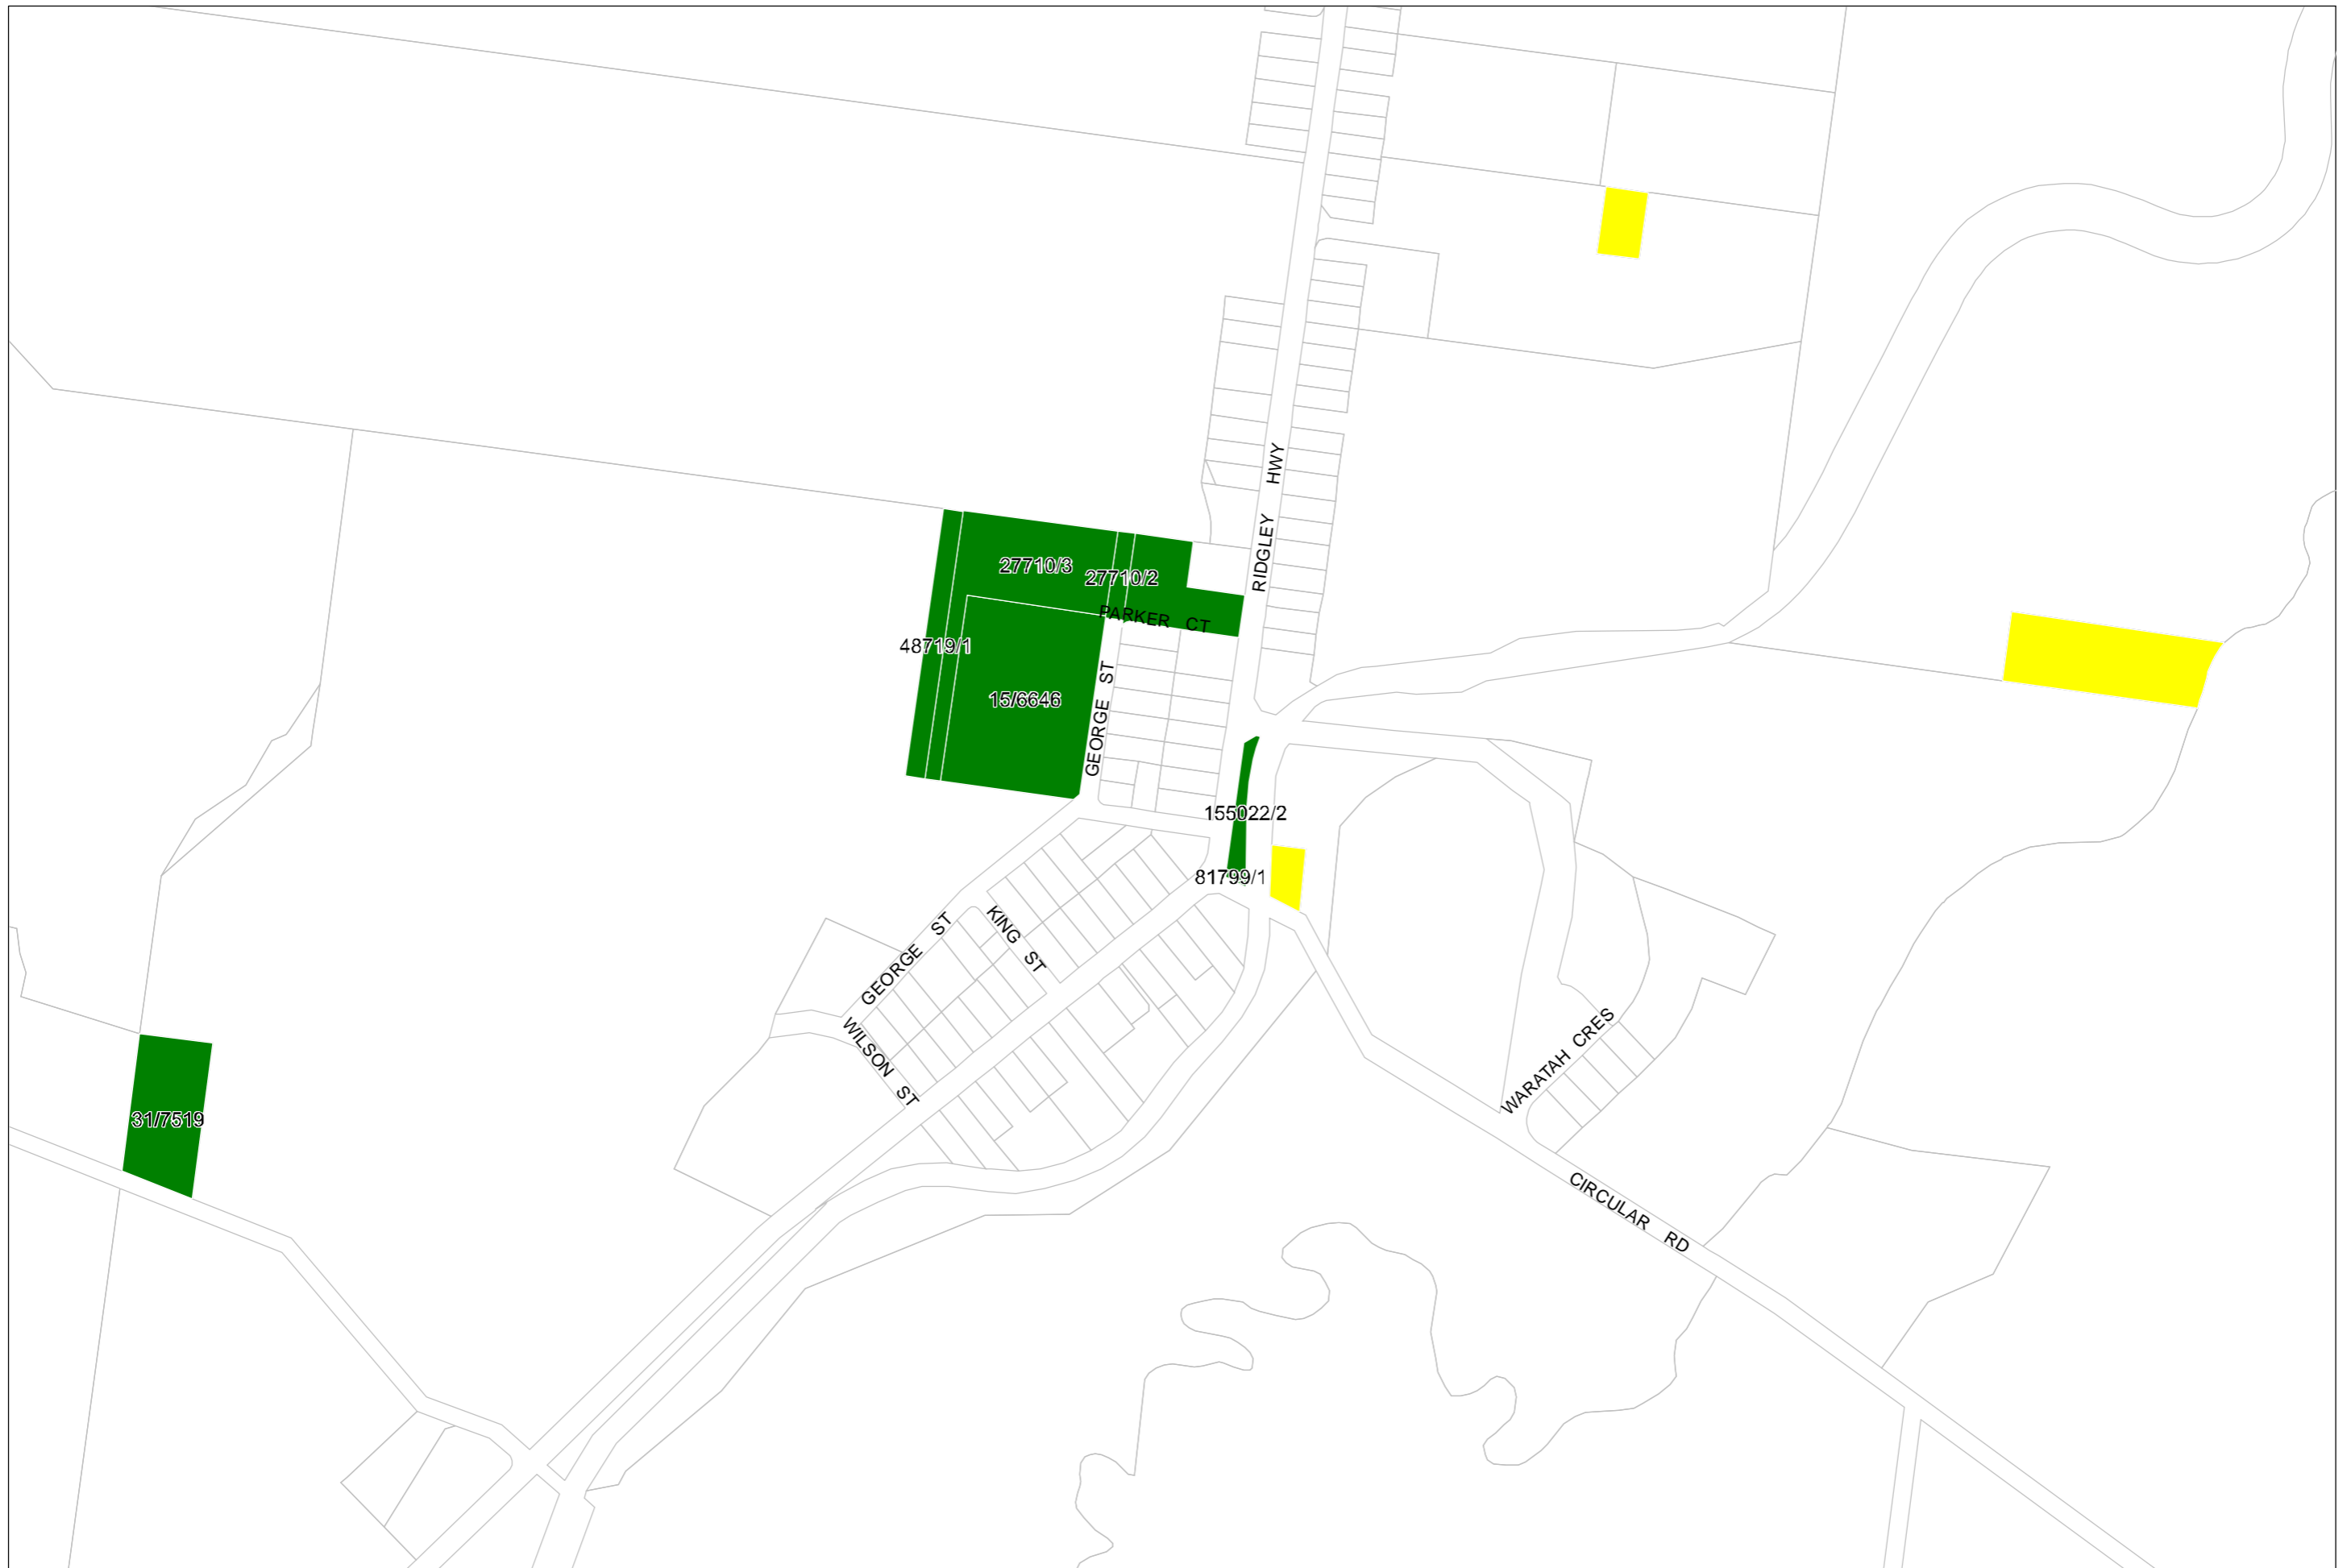 RIDGLEY HWY
27710/3
27710/2
PARKER CT
48719/1
GEORGE ST
15/6646
155022/2
81799/1
GEORGE ST
KING ST
WILSON ST
WARATAH CRES
31/7519
CIRCULAR RD